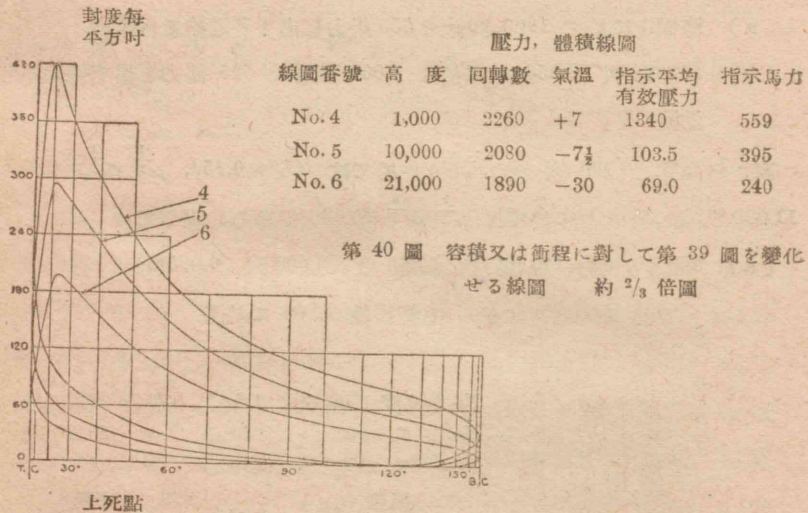 封度每
平方吋
壓力, 體積線圖
線圖番號 高 度 回轉數 氣溫 指示平均有效壓力 指示馬力
No.4 1,000 2260 +7 1340 559
No.5 10,000 2080 −7½ 103.5 395
No.6 21,000 1890 −30 69.0 240
第 40 圖 容積又は衝程に對して第 39 圖を變化
せる線圖 約 2/3 倍圖
350
300
240
180
120
60
0
4
5
6
T.C 30° 60° 90° 120° 150° B.C
上死點